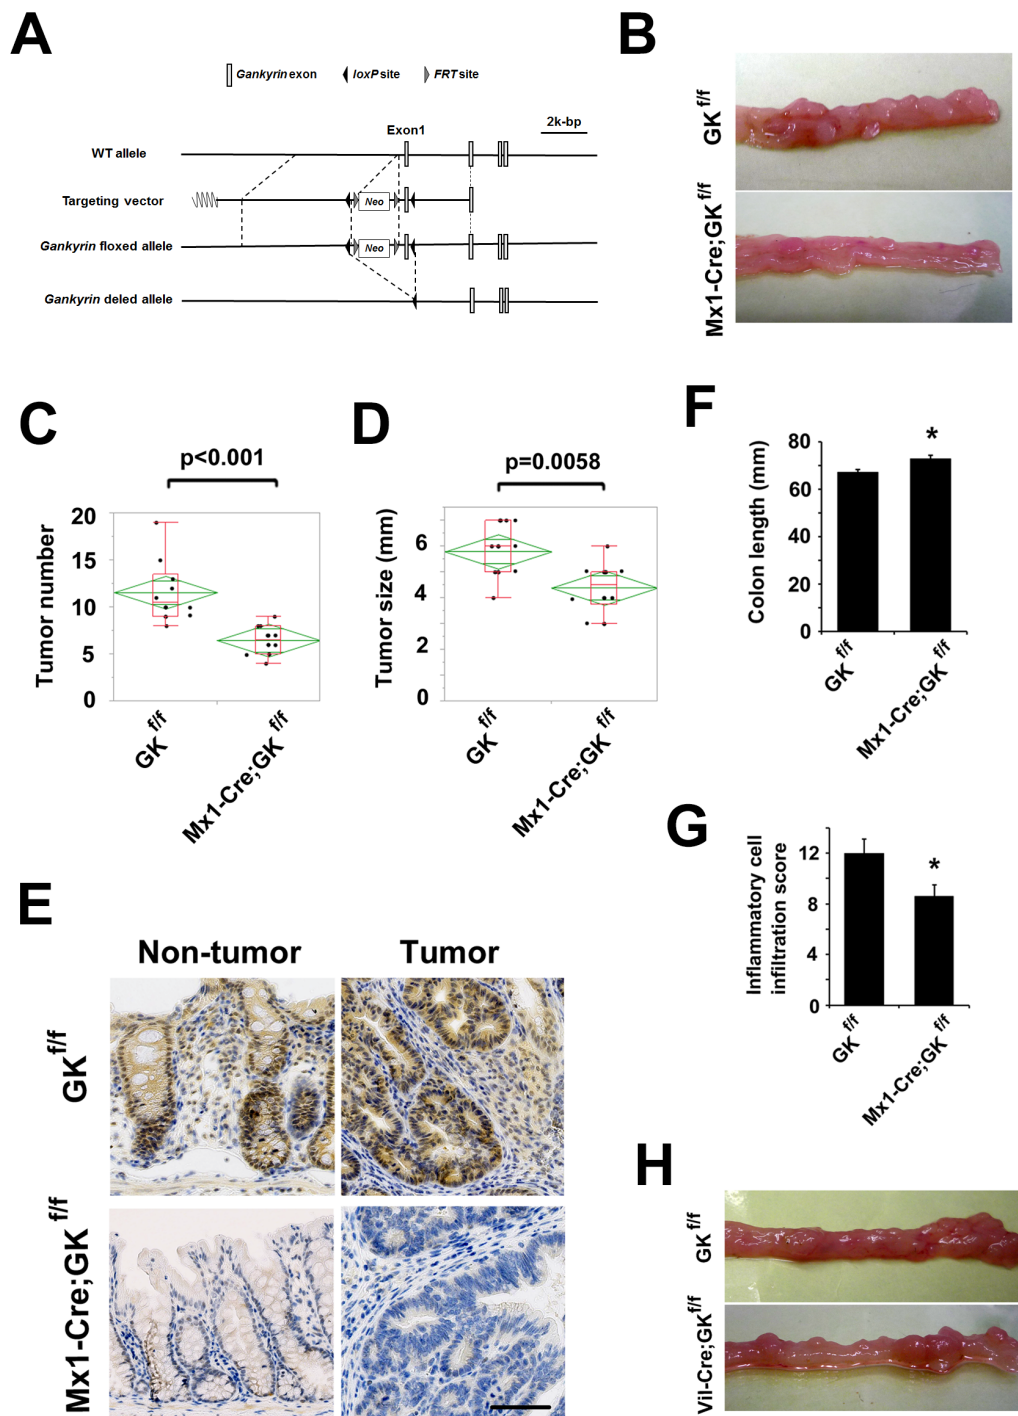 A
Gankyrin exon
loxP site
FRT site
2k-bp
Exon1
WT allele
Targeting vector
Neo
Gankyrin floxed allele
Neo
Gankyrin deled allele
B
GK f/f
Mx1-Cre;GK f/f
C
p<0.001
Tumor number
20
15
10
5
0
GK f/f
Mx1-Cre;GK f/f
D
p=0.0058
Tumor size (mm)
6
4
2
0
GK f/f
Mx1-Cre;GK f/f
F
Colon length (mm)
80
60
40
20
0
*
GK f/f
Mx1-Cre;GK f/f
G
Inflammatory cell
infiltration score
12
8
4
0
*
GK f/f
Mx1-Cre;GK f/f
E
Non-tumor
Tumor
GK f/f
Mx1-Cre;GK f/f
H
GK f/f
Vil-Cre;GK f/f